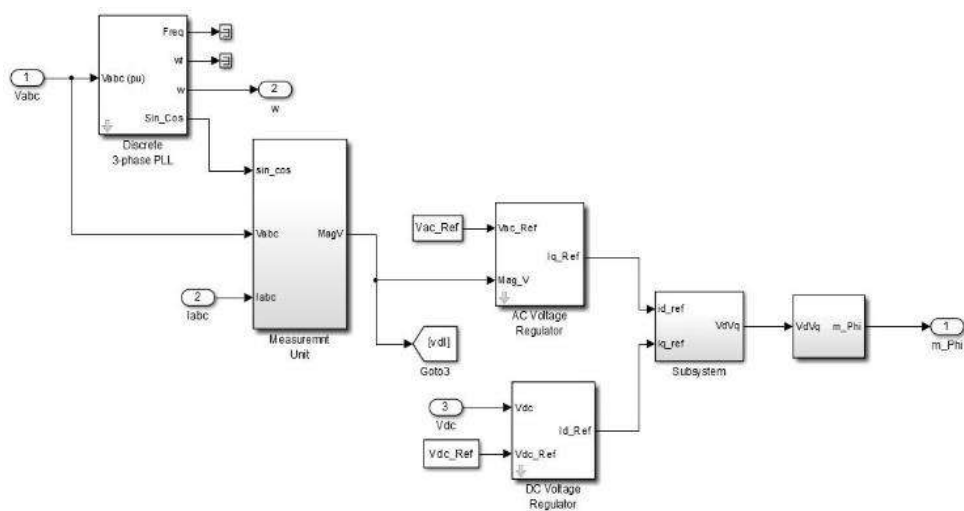 Freq
wt
1
Vabc
Vabc (pu)
w
2
w
Sin_Cos
Discrete
3-phase PLL
sin_cos
Vabc
MagV
2
Iabc
Iabc
Measuremnt
Unit
Vac_Ref
Vac_Ref
Iq_Ref
Mag_V
AC Voltage
Regulator
[vdl]
Goto3
id_ref
VdVq
Iq_ref
Subsystem
VdVq
m_Phi
1
m_Phi
3
Vdc
Vdc
Id_Ref
Vdc_Ref
Vdc_Ref
DC Voltage
Regulator